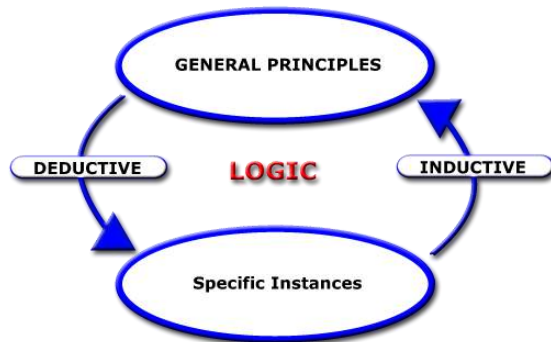 GENERAL PRINCIPLES
DEDUCTIVE
LOGIC
INDUCTIVE
Specific Instances